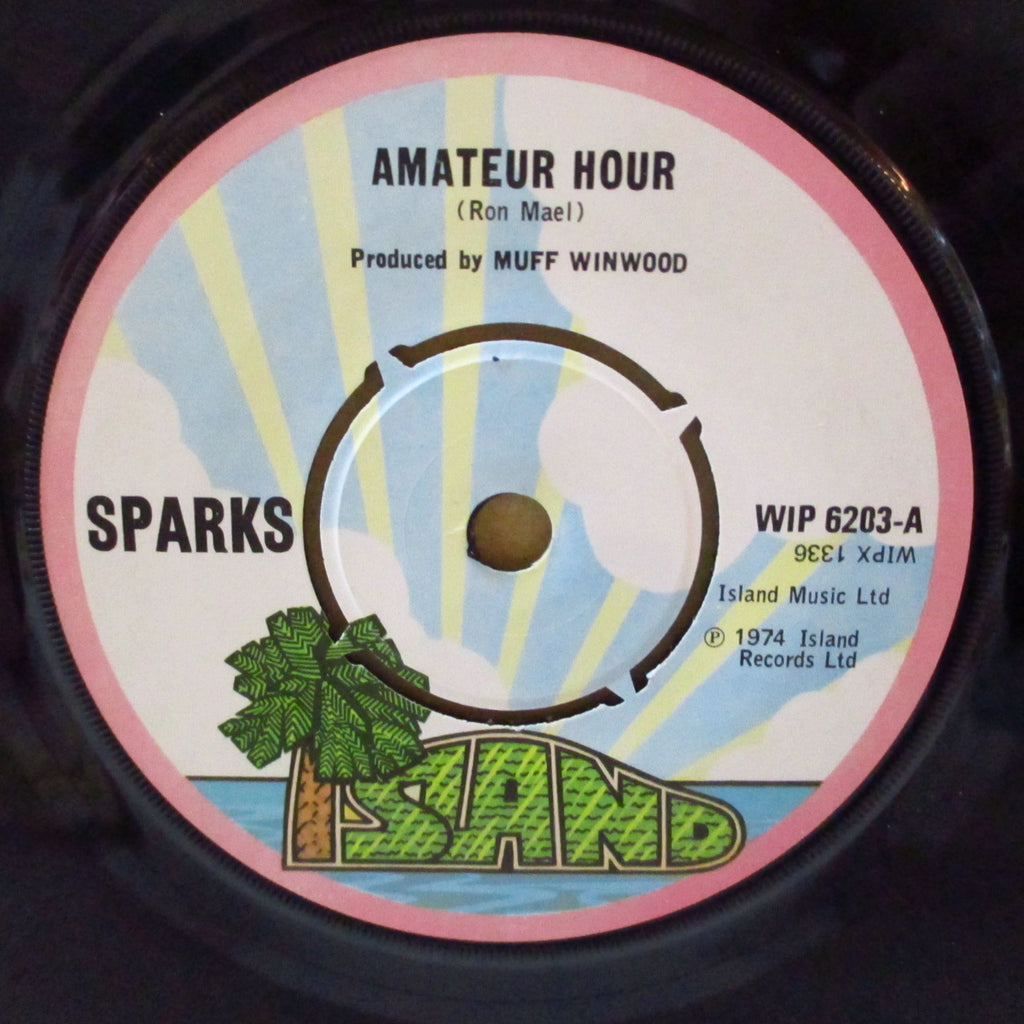 AMATEUR HOUR
(Ron Mael)
Produced by MUFF WINWOOD
SPARKS
WIP 6203-A
WIPX 1336
Island Music Ltd
Ⓟ 1974 Island
Records Ltd
ISLAND